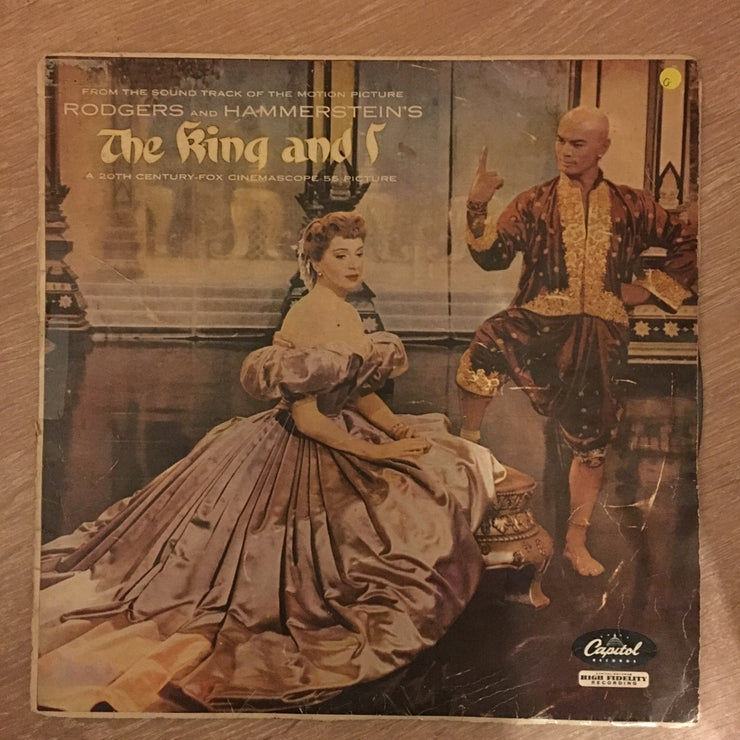 FROM THE SOUND TRACK OF THE MOTION PICTURE
RODGERS AND HAMMERSTEIN'S
The King and I
A 20TH CENTURY-FOX CINEMASCOPE 55 PICTURE
G
Capitol
RECORDS
HIGH FIDELITY
RECORDING